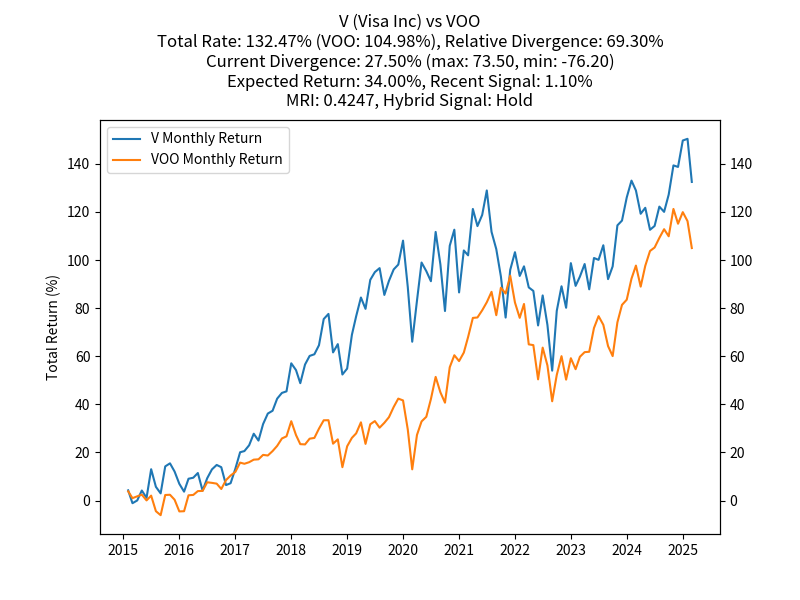 V (Visa Inc) vs VOO
Total Rate: 132.47% (VOO: 104.98%), Relative Divergence: 69.30%
Current Divergence: 27.50% (max: 73.50, min: -76.20)
Expected Return: 34.00%, Recent Signal: 1.10%
MRI: 0.4247, Hybrid Signal: Hold
V Monthly Return
VOO Monthly Return
Total Return (%)
140
120
100
80
60
40
20
0
140
120
100
80
60
40
20
0
2015 2016 2017 2018 2019 2020 2021 2022 2023 2024 2025